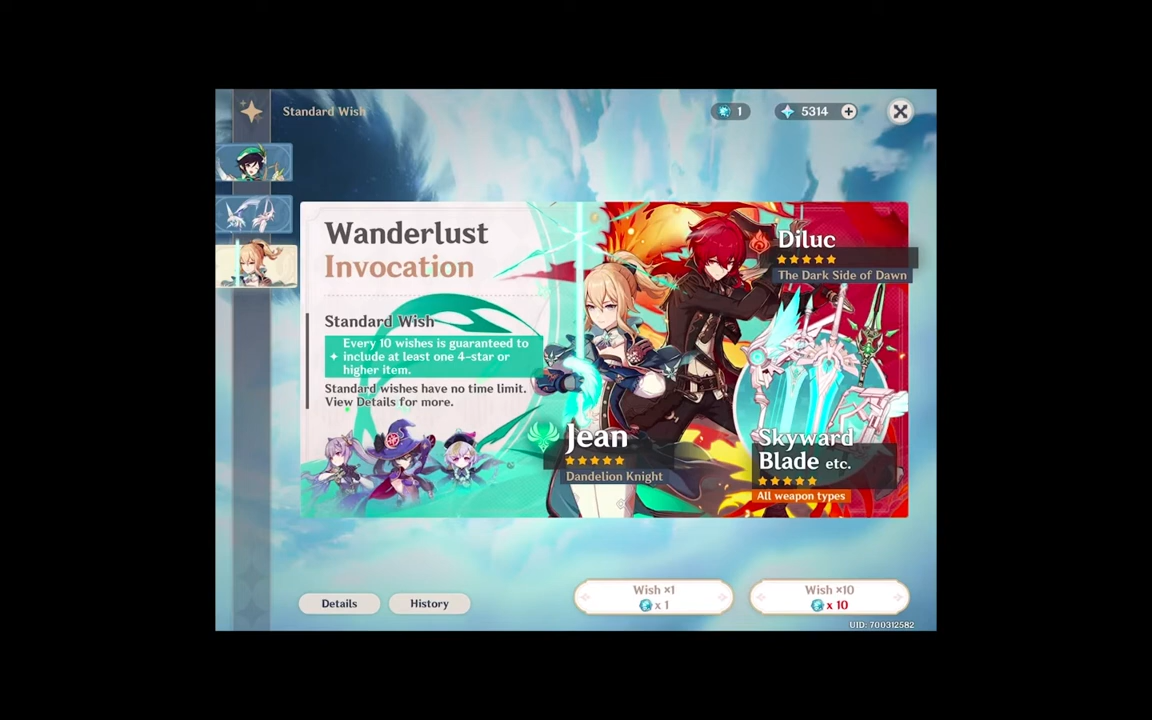 Standard Wish
1
5314
Wanderlust
Invocation
Standard Wish
Every 10 wishes is guaranteed to
include at least one 4-star or
higher item.
Standard wishes have no time limit.
View Details for more.
Diluc
The Dark Side of Dawn
Jean
Dandelion Knight
Skyward
Blade etc.
All weapon types
Details
History
Wish ×1
x 1
Wish ×10
x 10
UID: 700312582